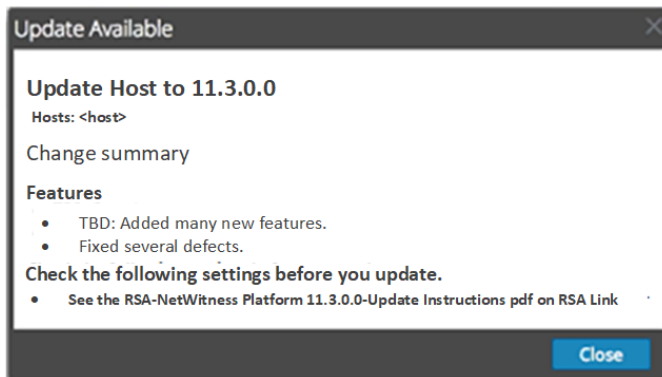 Update Available
Update Host to 11.3.0.0
Hosts: <host>
Change summary
Features
• TBD: Added many new features.
• Fixed several defects.
Check the following settings before you update.
• See the RSA-NetWitness Platform 11.3.0.0-Update Instructions pdf on RSA Link
Close